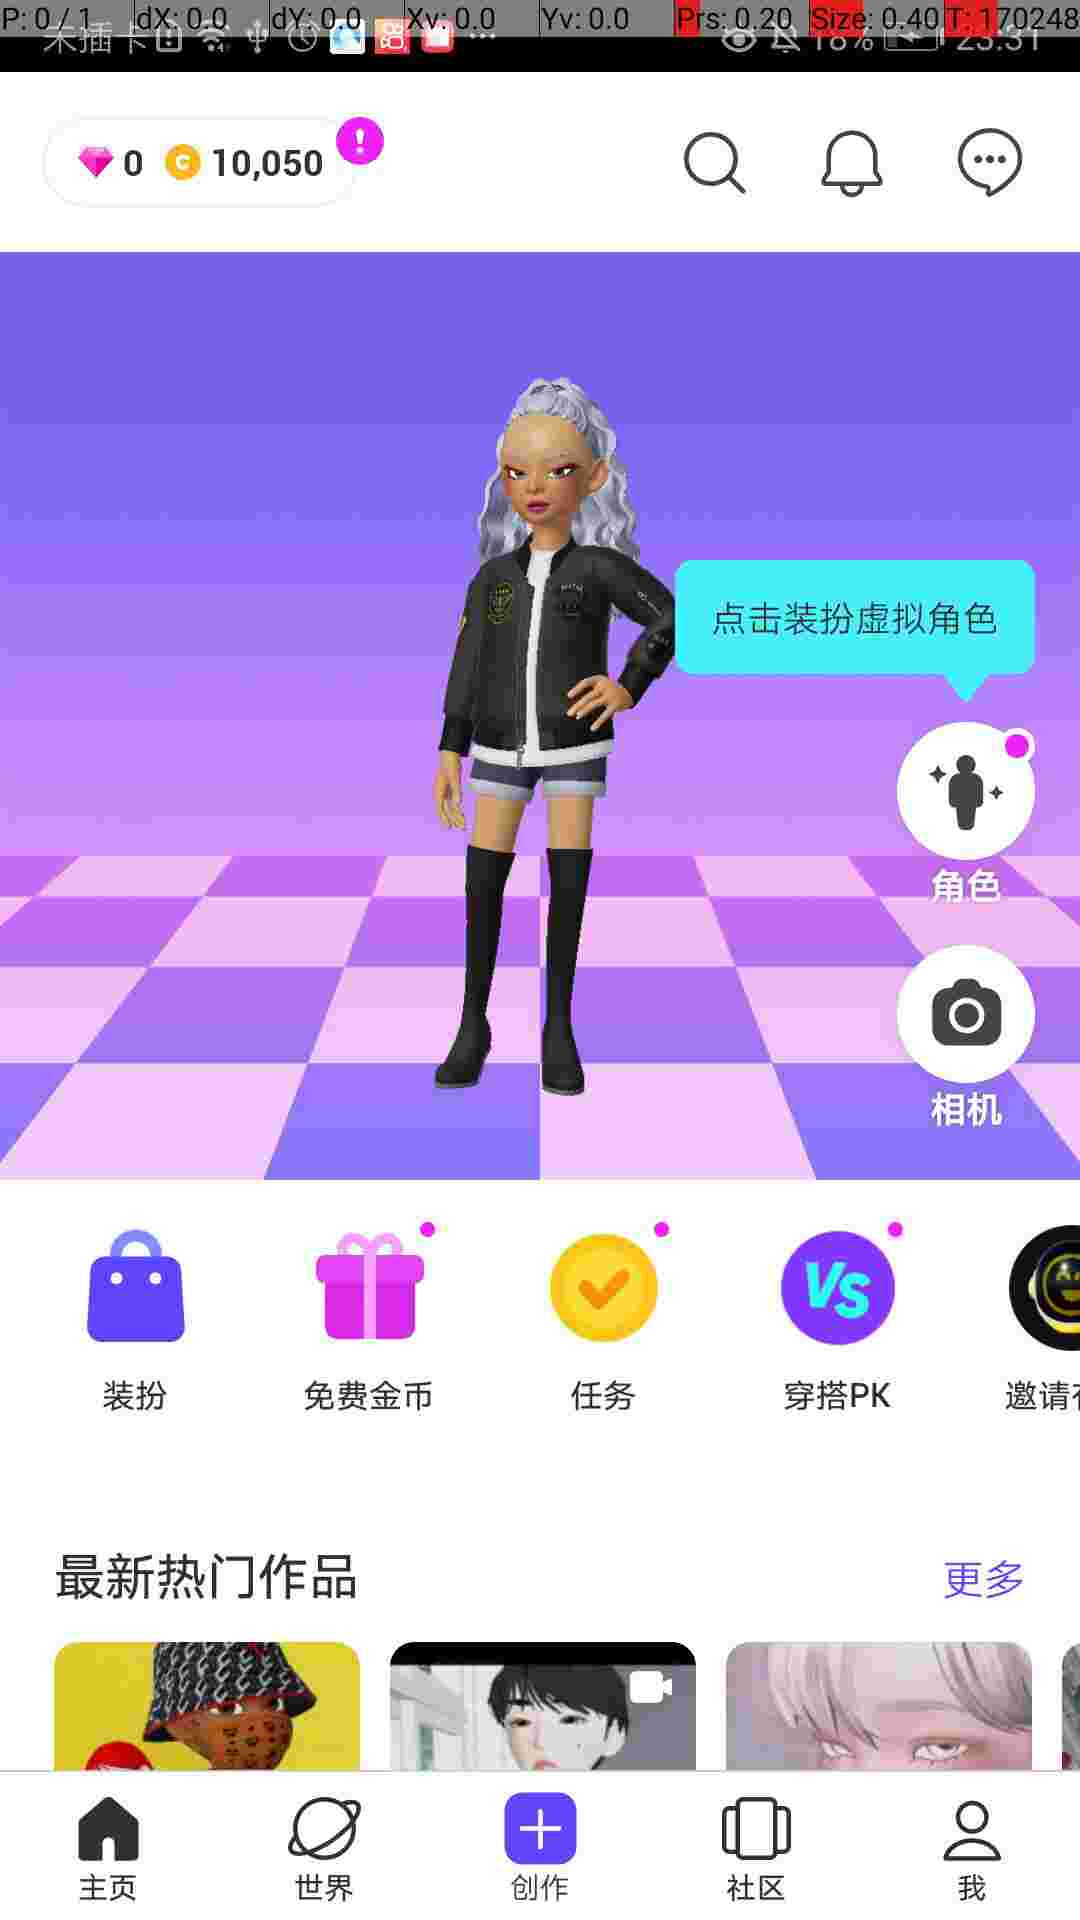 P: 0 / 1 dX: 0.0 dY: 0.0 Xv: 0.0 Yv: 0.0 Prs: 0.20 Size: 0.40 T: 170248
未插卡 18% 23:31
0 C 10,050 !
点击装扮虚拟角色
角色
相机
VS
装扮 免费金币 任务 穿搭PK 邀请
最新热门作品 更多
主页 世界 创作 社区 我